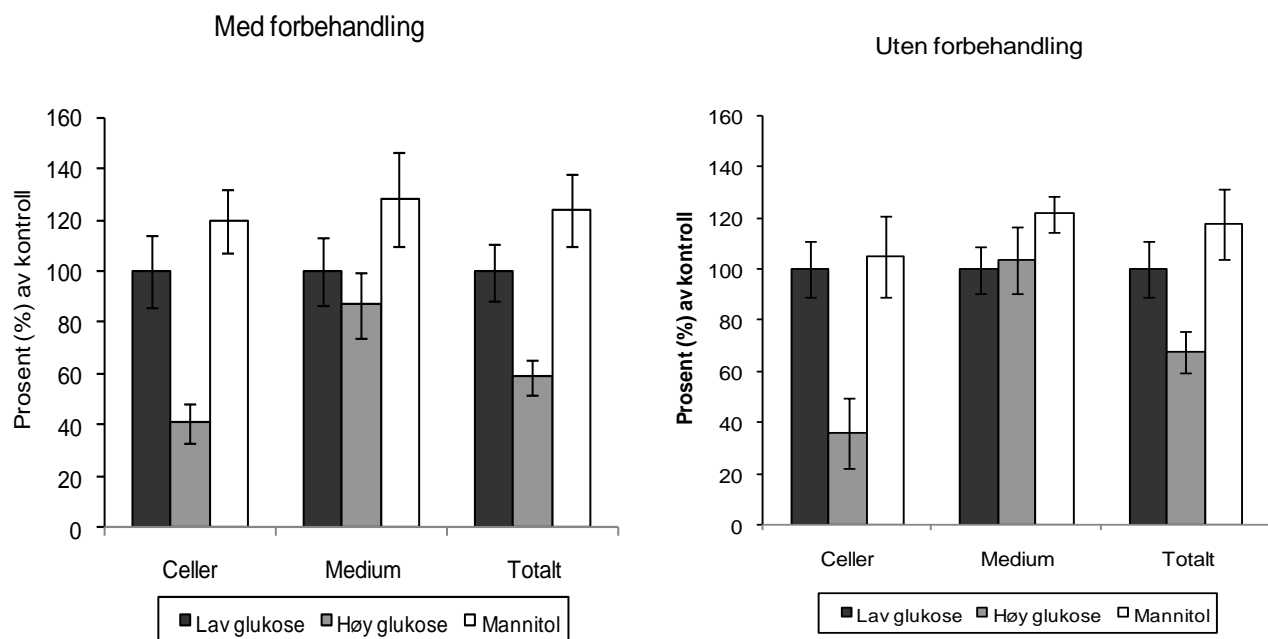 Med forbehandling
Prosent (%) av kontroll
160
140
120
100
80
60
40
20
0
Celler Medium Totalt
Lav glukose Høy glukose Mannitol
Uten forbehandling
Prosent (%) av kontroll
160
140
120
100
80
60
40
20
0
Celler Medium Totalt
Lav glukose Høy glukose Mannitol